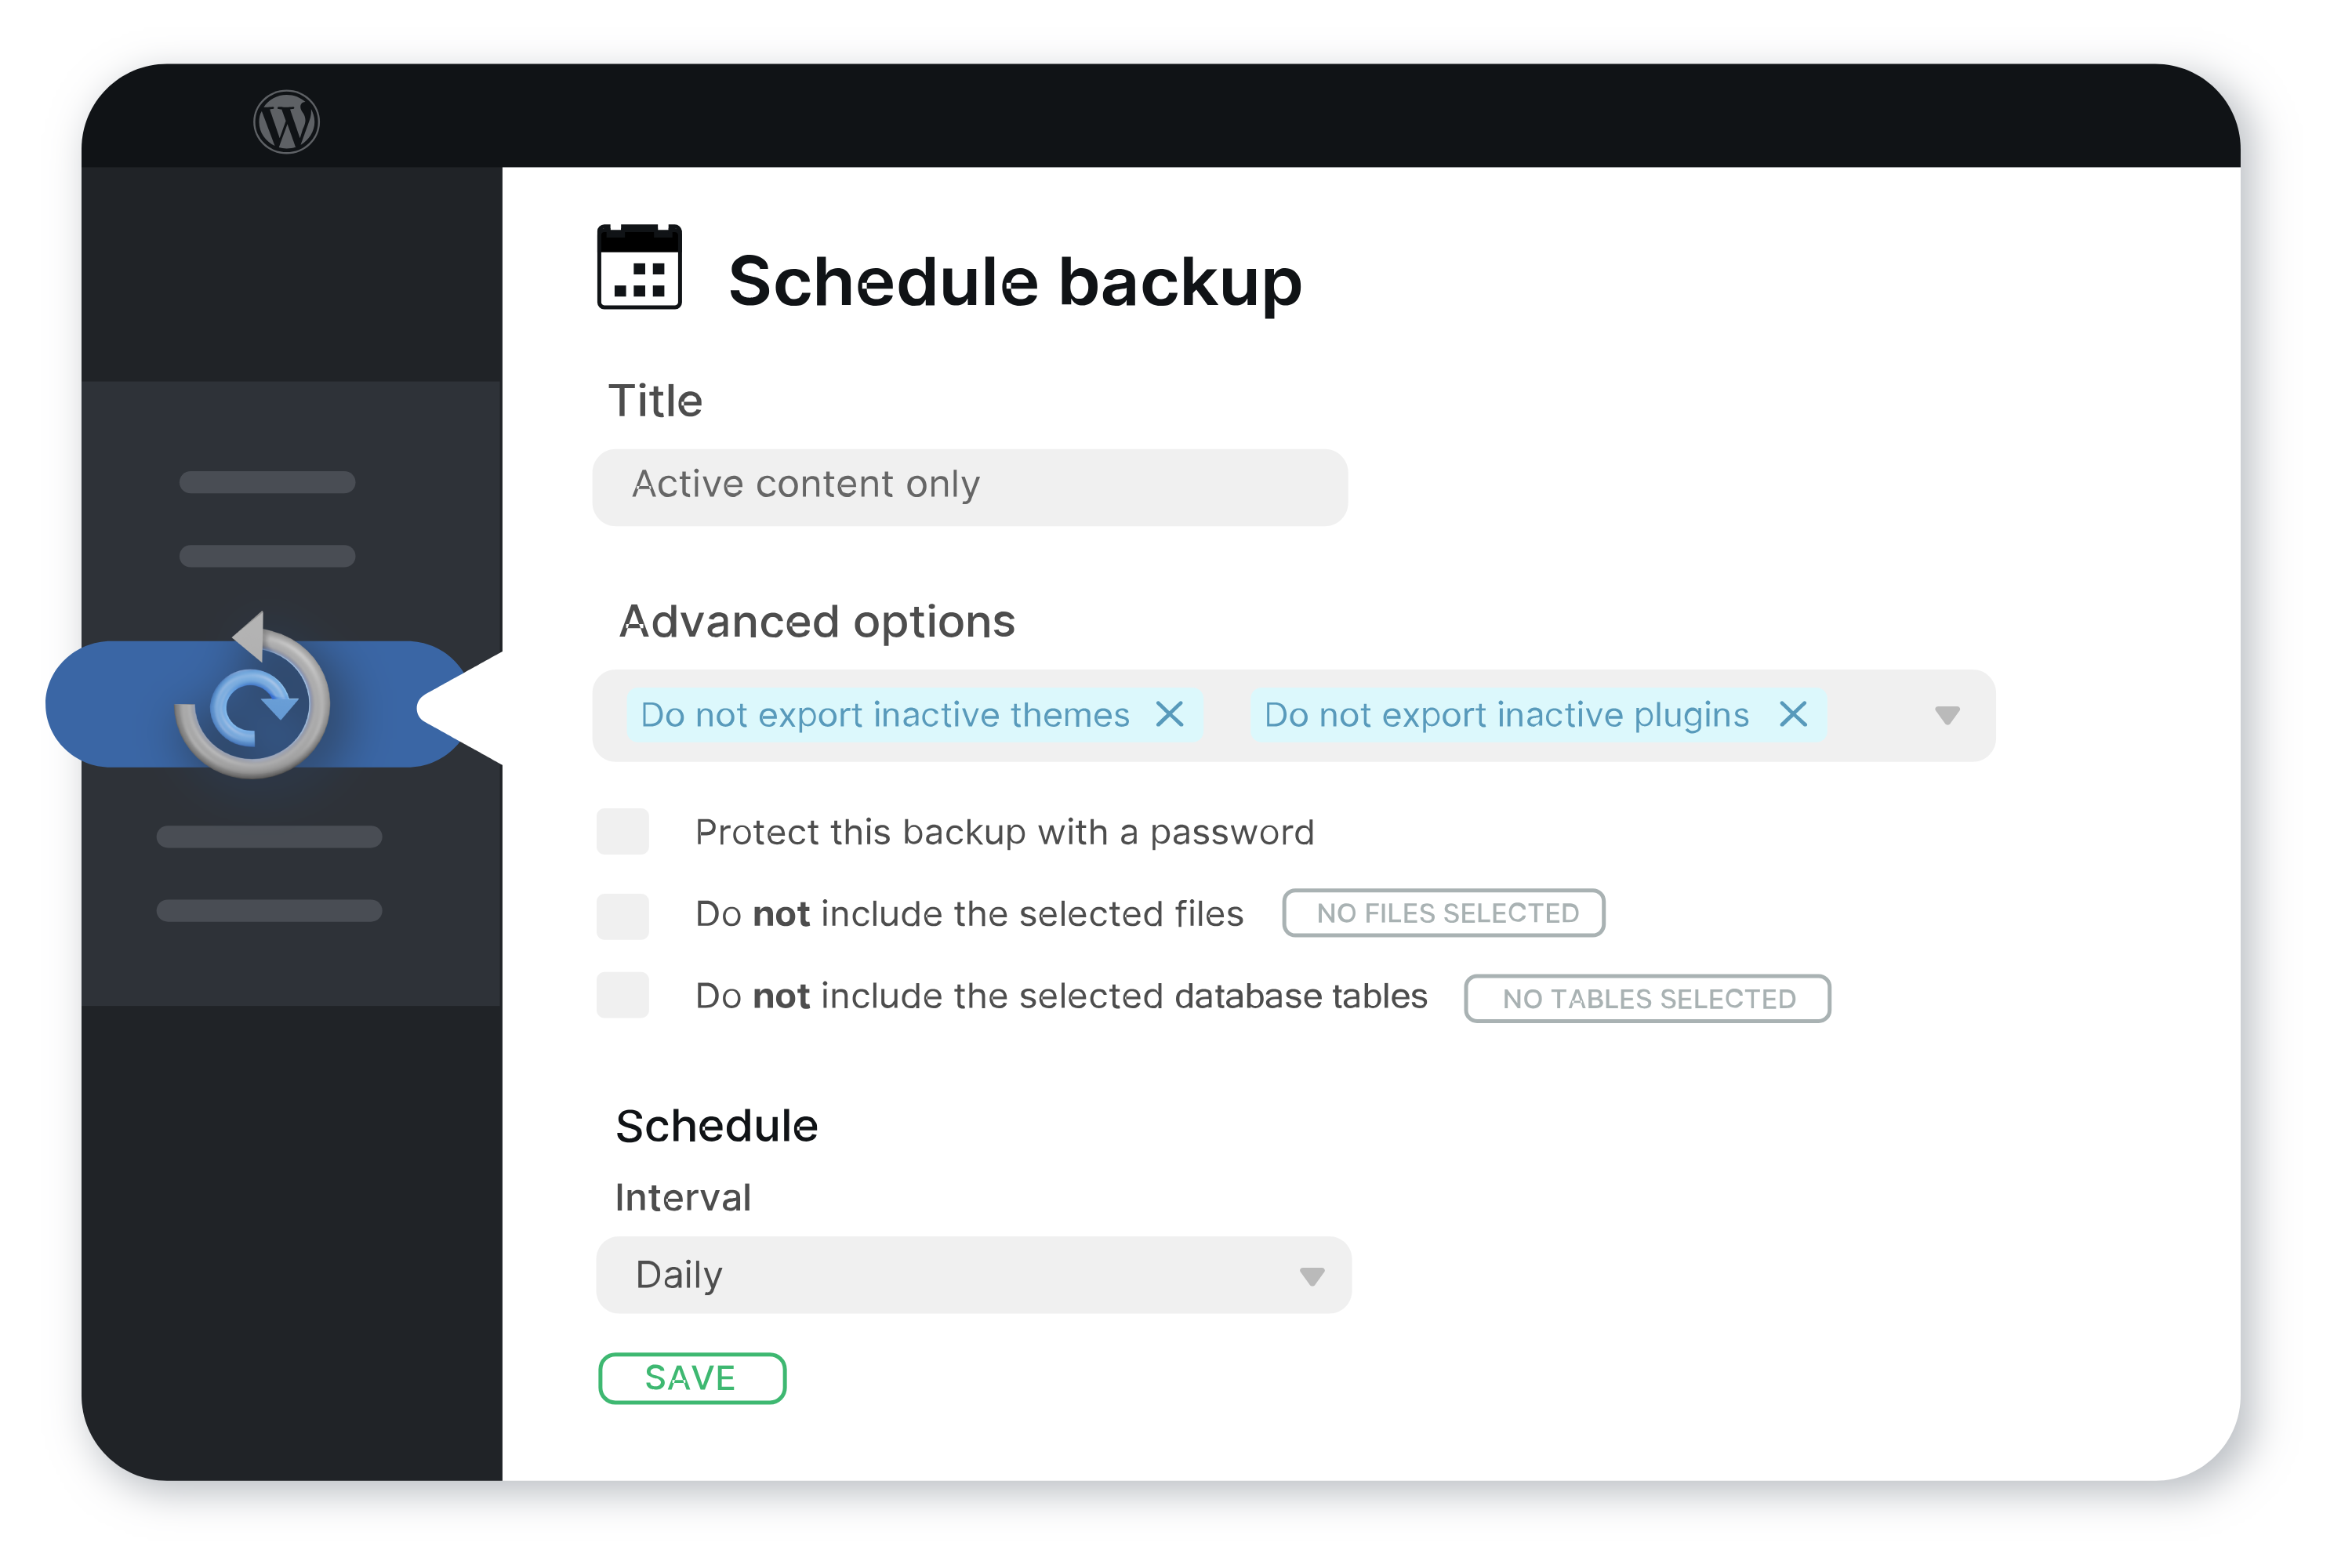 Schedule backup
Title
Active content only
Advanced options
Do not export inactive themes Do not export inactive plugins
Protect this backup with a password
Do not include the selected files NO FILES SELECTED
Do not include the selected database tables NO TABLES SELECTED
Schedule
Interval
Daily
SAVE